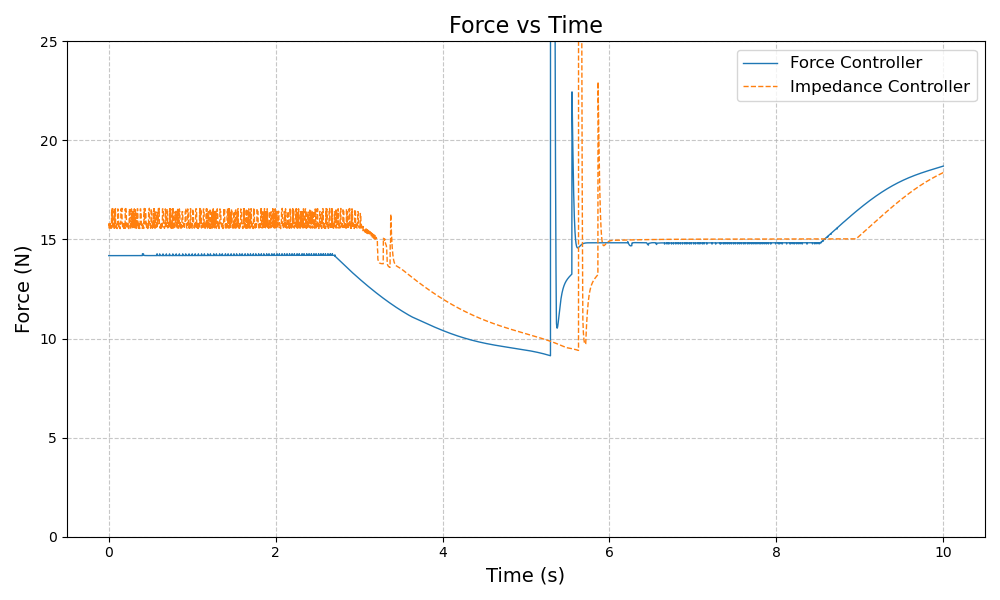 Force vs Time
Force Controller
Impedance Controller
25
20
15
10
5
0
Force (N)
0 2 4 6 8 10
Time (s)